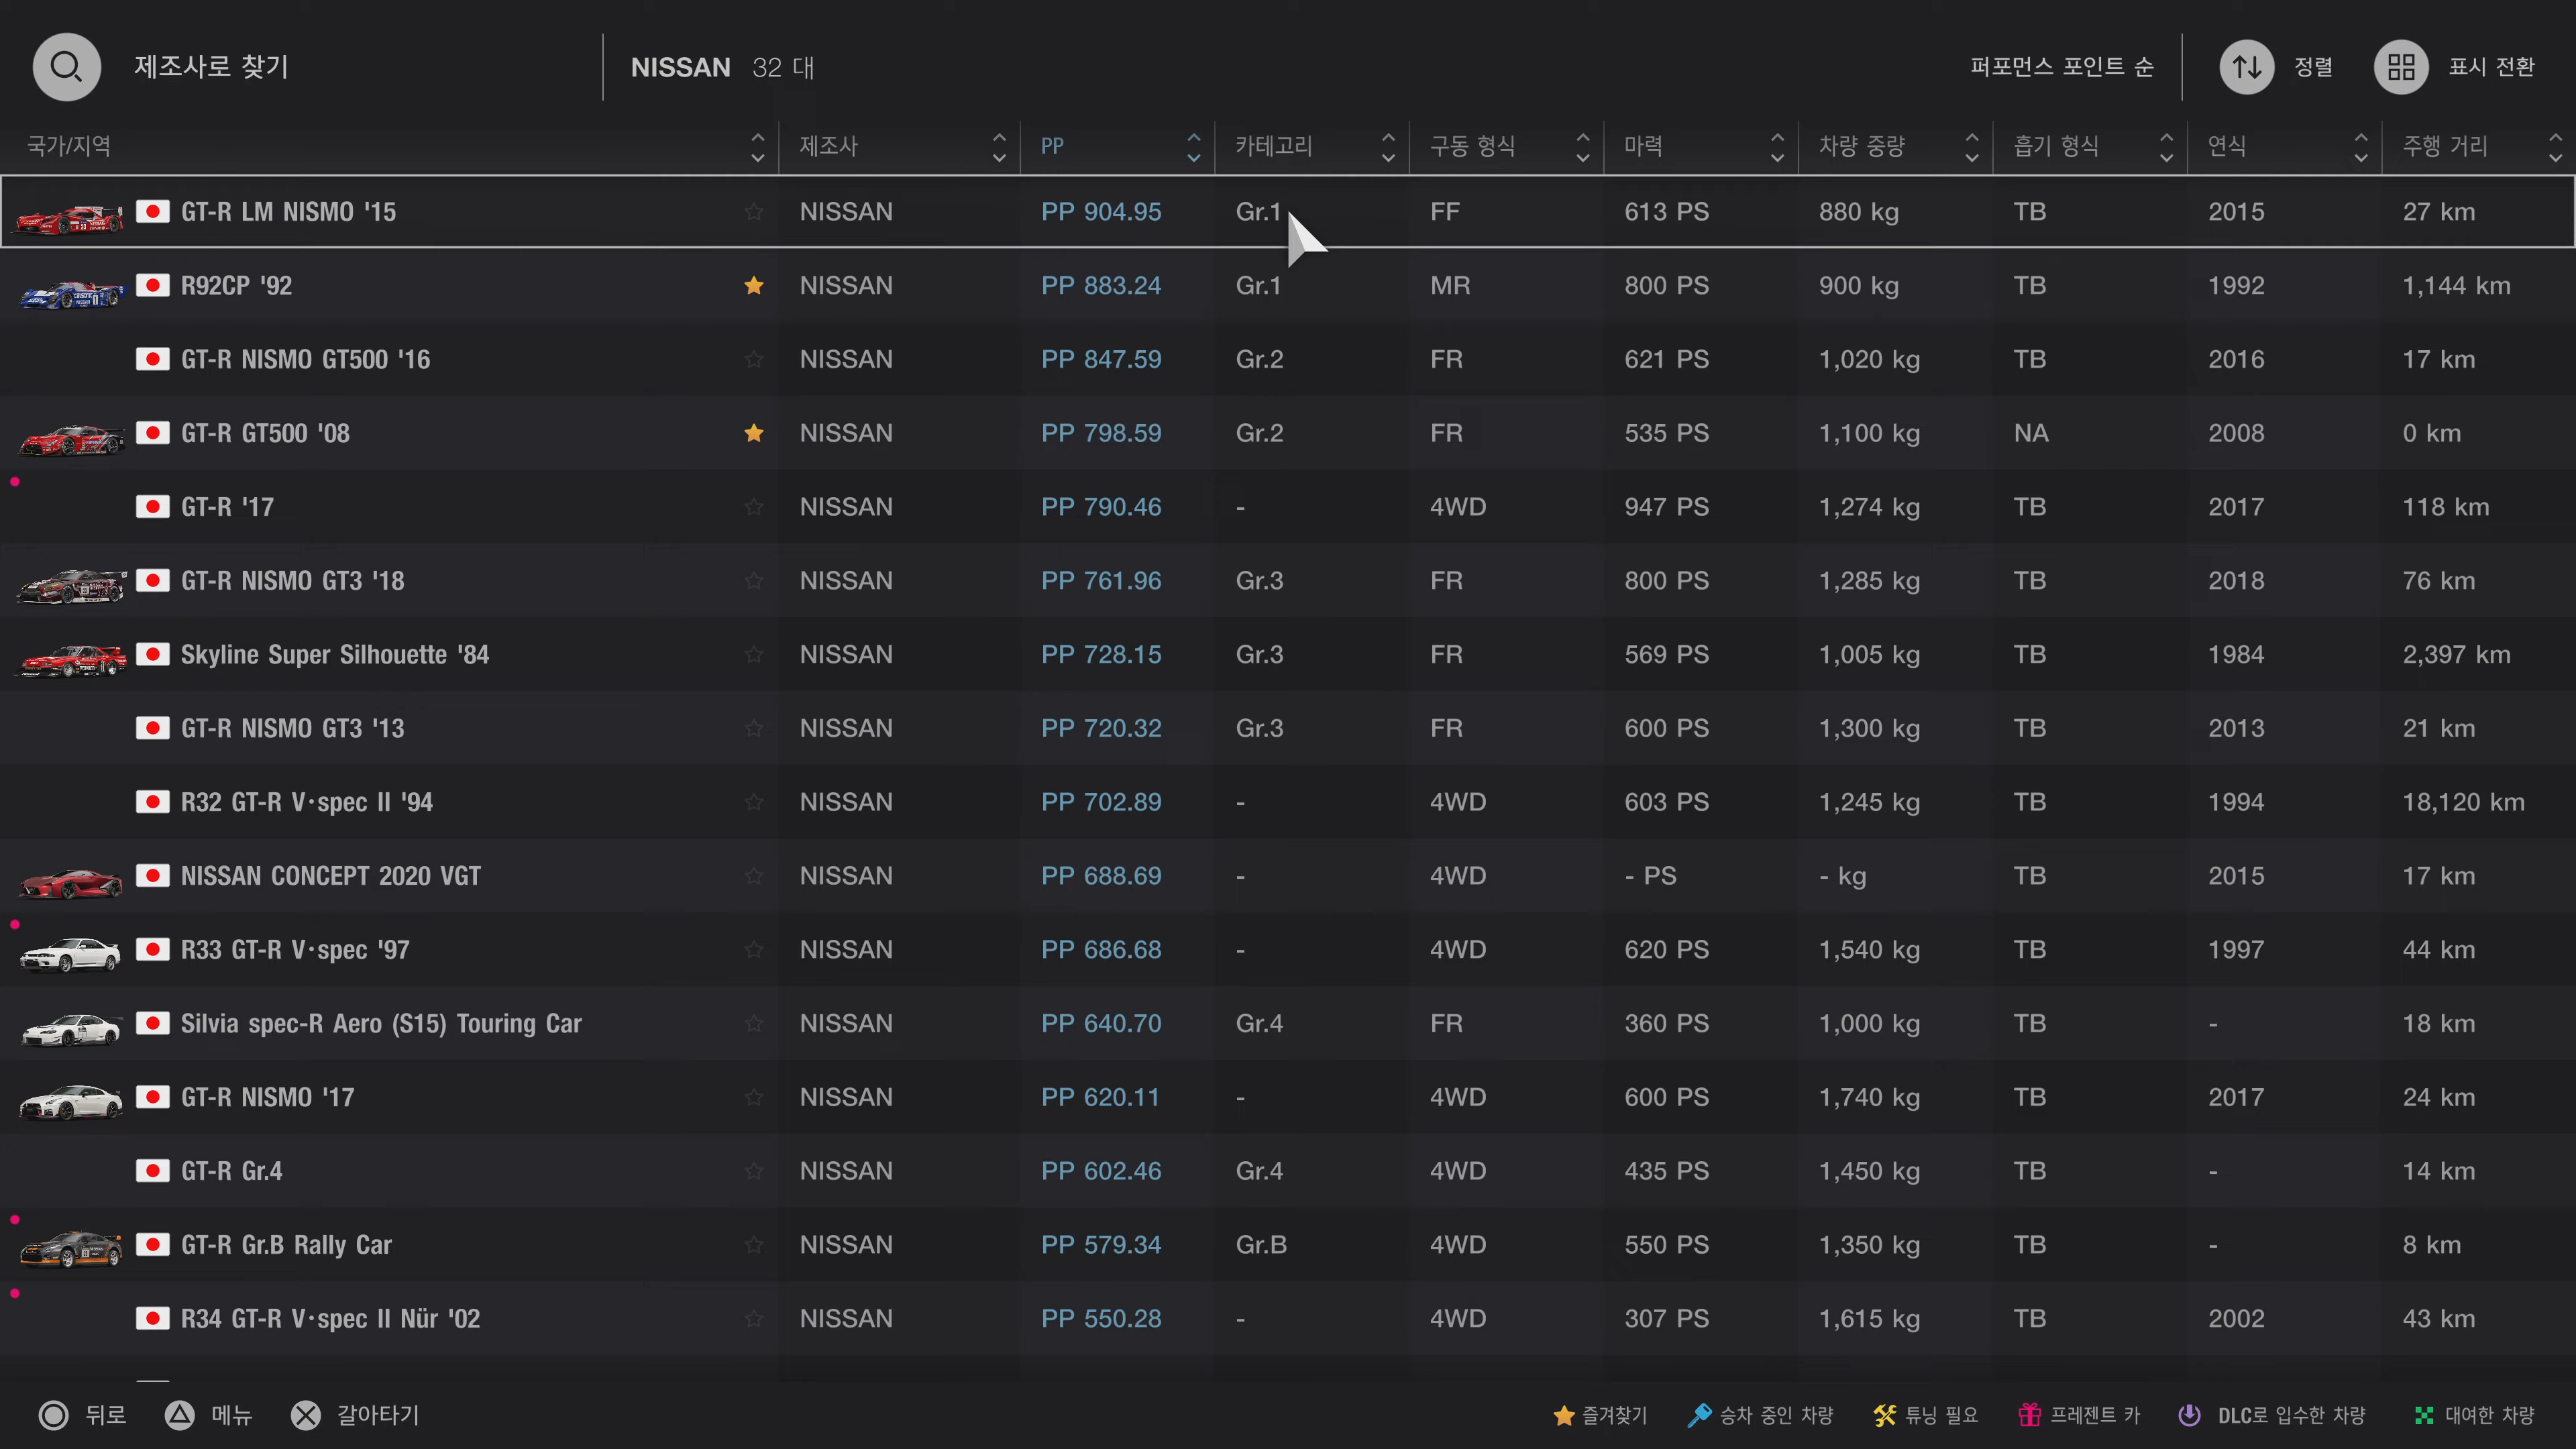 제조사로 찾기 NISSAN 32 대 퍼포먼스 포인트 순 정렬 표시 전환
국가/지역 제조사 PP 카테고리 구동 형식 마력 차량 중량 흡기 형식 연식 주행 거리
GT-R LM NISMO '15 NISSAN PP 904.95 Gr.1 FF 613 PS 880 kg TB 2015 27 km
R92CP '92 NISSAN PP 883.24 Gr.1 MR 800 PS 900 kg TB 1992 1,144 km
GT-R NISMO GT500 '16 NISSAN PP 847.59 Gr.2 FR 621 PS 1,020 kg TB 2016 17 km
GT-R GT500 '08 NISSAN PP 798.59 Gr.2 FR 535 PS 1,100 kg NA 2008 0 km
GT-R '17 NISSAN PP 790.46 - 4WD 947 PS 1,274 kg TB 2017 118 km
GT-R NISMO GT3 '18 NISSAN PP 761.96 Gr.3 FR 800 PS 1,285 kg TB 2018 76 km
Skyline Super Silhouette '84 NISSAN PP 728.15 Gr.3 FR 569 PS 1,005 kg TB 1984 2,397 km
GT-R NISMO GT3 '13 NISSAN PP 720.32 Gr.3 FR 600 PS 1,300 kg TB 2013 21 km
R32 GT-R V·spec II '94 NISSAN PP 702.89 - 4WD 603 PS 1,245 kg TB 1994 18,120 km
NISSAN CONCEPT 2020 VGT NISSAN PP 688.69 - 4WD - PS - kg TB 2015 17 km
R33 GT-R V·spec '97 NISSAN PP 686.68 - 4WD 620 PS 1,540 kg TB 1997 44 km
Silvia spec-R Aero (S15) Touring Car NISSAN PP 640.70 Gr.4 FR 360 PS 1,000 kg TB - 18 km
GT-R NISMO '17 NISSAN PP 620.11 - 4WD 600 PS 1,740 kg TB 2017 24 km
GT-R Gr.4 NISSAN PP 602.46 Gr.4 4WD 435 PS 1,450 kg TB - 14 km
GT-R Gr.B Rally Car NISSAN PP 579.34 Gr.B 4WD 550 PS 1,350 kg TB - 8 km
R34 GT-R V·spec II Nür '02 NISSAN PP 550.28 - 4WD 307 PS 1,615 kg TB 2002 43 km
뒤로 메뉴 갈아타기 즐겨찾기 승차 중인 차량 튜닝 필요 프레젠트 카 DLC로 입수한 차량 대여한 차량